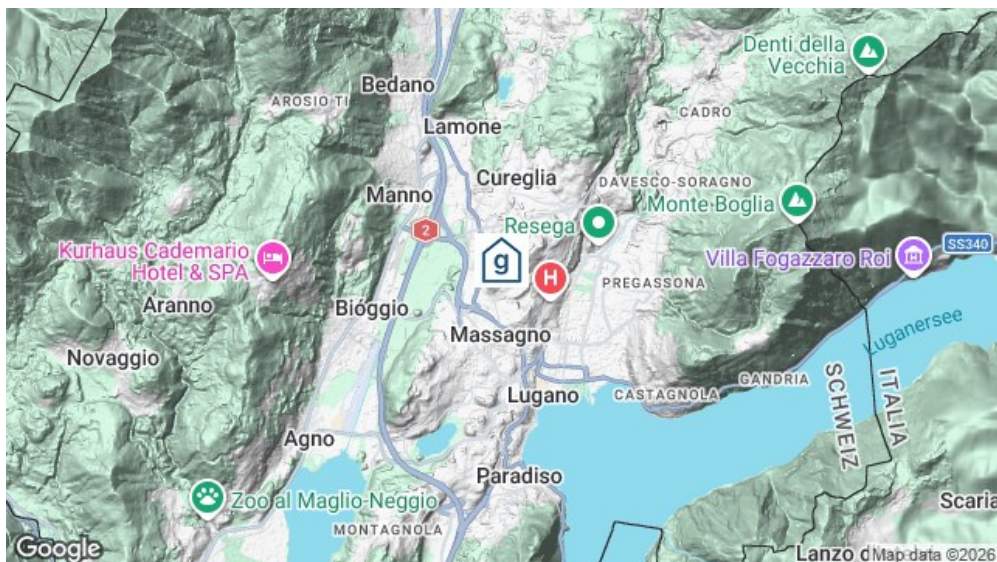 Denti della
Vecchia
Bedano
AROSIO TI
CADRO
Lamone
Cureglia
DAVESCO-SORAGNO
Manno
Monte Boglia
Resega
2
SS340
Kurhaus Cademario
Hotel & SPA
g
Villa Fogazzaro Roi
H
PREGASSONA
Aranno
Bióggio
Luganersee
Massagno
Novaggio
GANDRIA
SCHWEIZ
ITALIA
Lugano
CASTAGNOLA
Agno
Paradiso
Zoo al Maglio-Neggio
Scaria
MONTAGNOLA
Google
Lanzo d
Map data ©2026